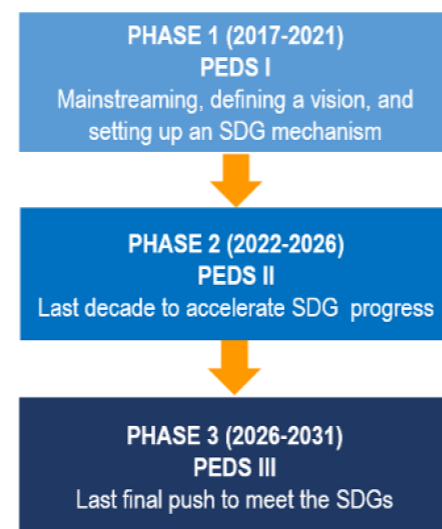 PHASE 1 (2017-2021)
PEDS I
Mainstreaming, defining a vision, and
setting up an SDG mechanism
PHASE 2 (2022-2026)
PEDS II
Last decade to accelerate SDG progress
PHASE 3 (2026-2031)
PEDS III
Last final push to meet the SDGs